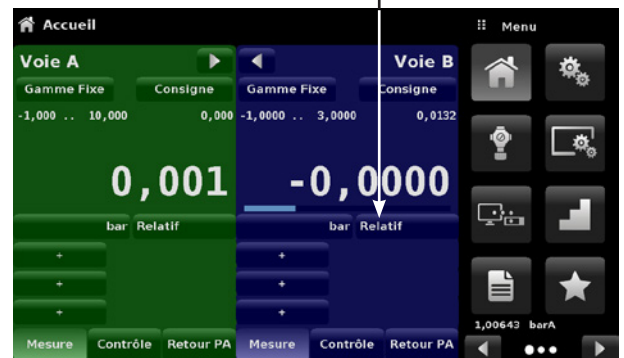 Accueil
Menu
Voie A
Voie B
Gamme Fixe Consigne Gamme Fixe Consigne
-1,000 .. 10,000 0,000 -1,0000 .. 3,0000 0,0132
0,001 -0,0000
bar Relatif bar Relatif
+ +
+ +
+ +
1,00643 barA
Mesure Contrôle Retour PA Mesure Contrôle Retour PA